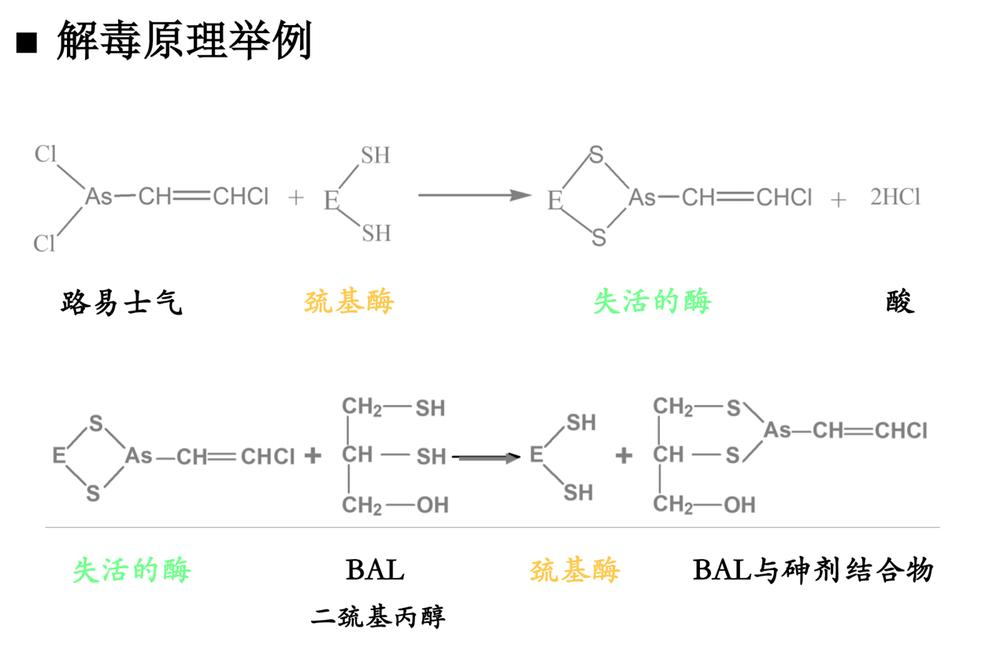 ■ 解毒原理举例
Cl SH S
As—CH=CHCl + E → E As—CH=CHCl + 2HCl
Cl SH S
路易士气 巯基酶 失活的酶 酸
S CH₂—SH SH CH₂—S
As—CH=CHCl
E As—CH=CHCl + CH—SH → E + CH—S
S CH₂—OH SH CH₂—OH
失活的酶 BAL 巯基酶 BAL与砷剂结合物
二巯基丙醇